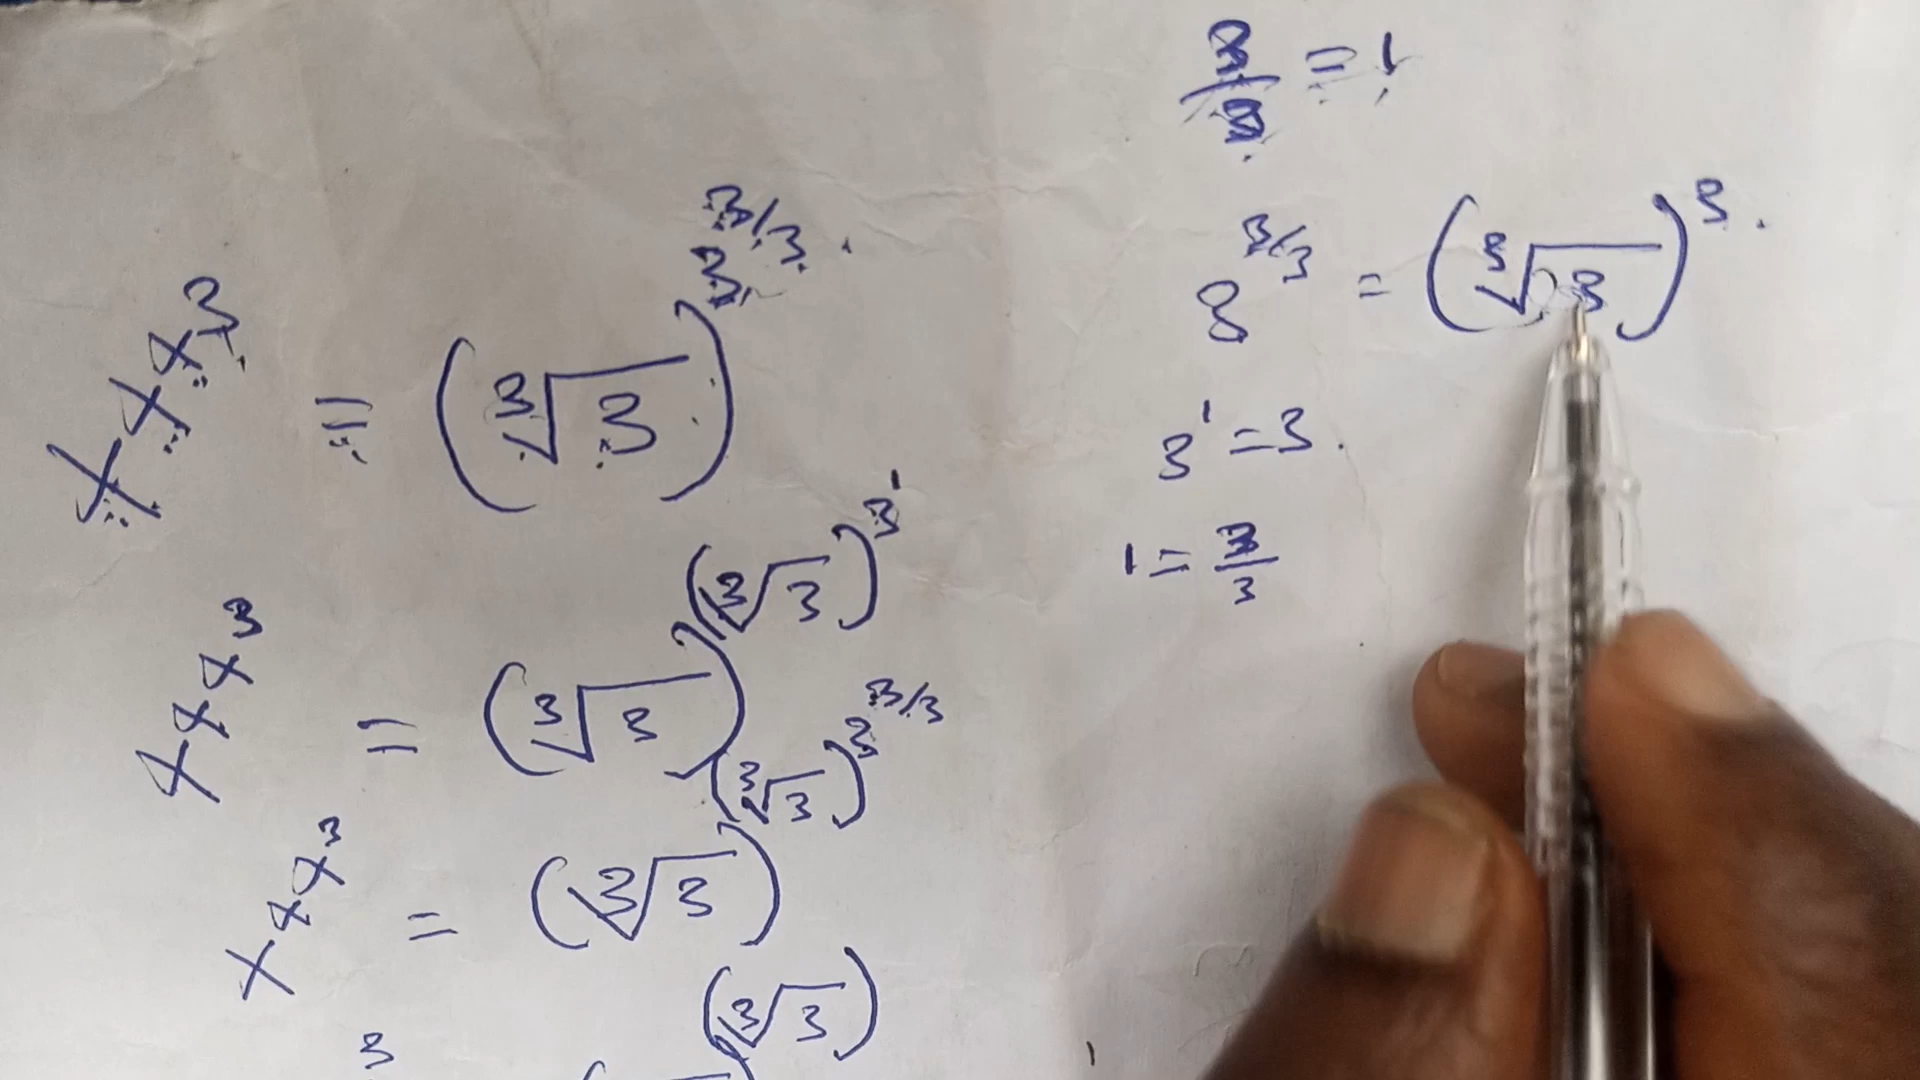 3/3 = 1
x^x^x^3 = (∛3)^3^3/3.
3^3/3 = (∛3)^3.
3^1 = 3.
x^x^x^3 = (∛3)^(∛3)^3^1
1 = 3/3
x^x^x^3 = (∛3)^(∛3)^3^3/3
(∛3)
3